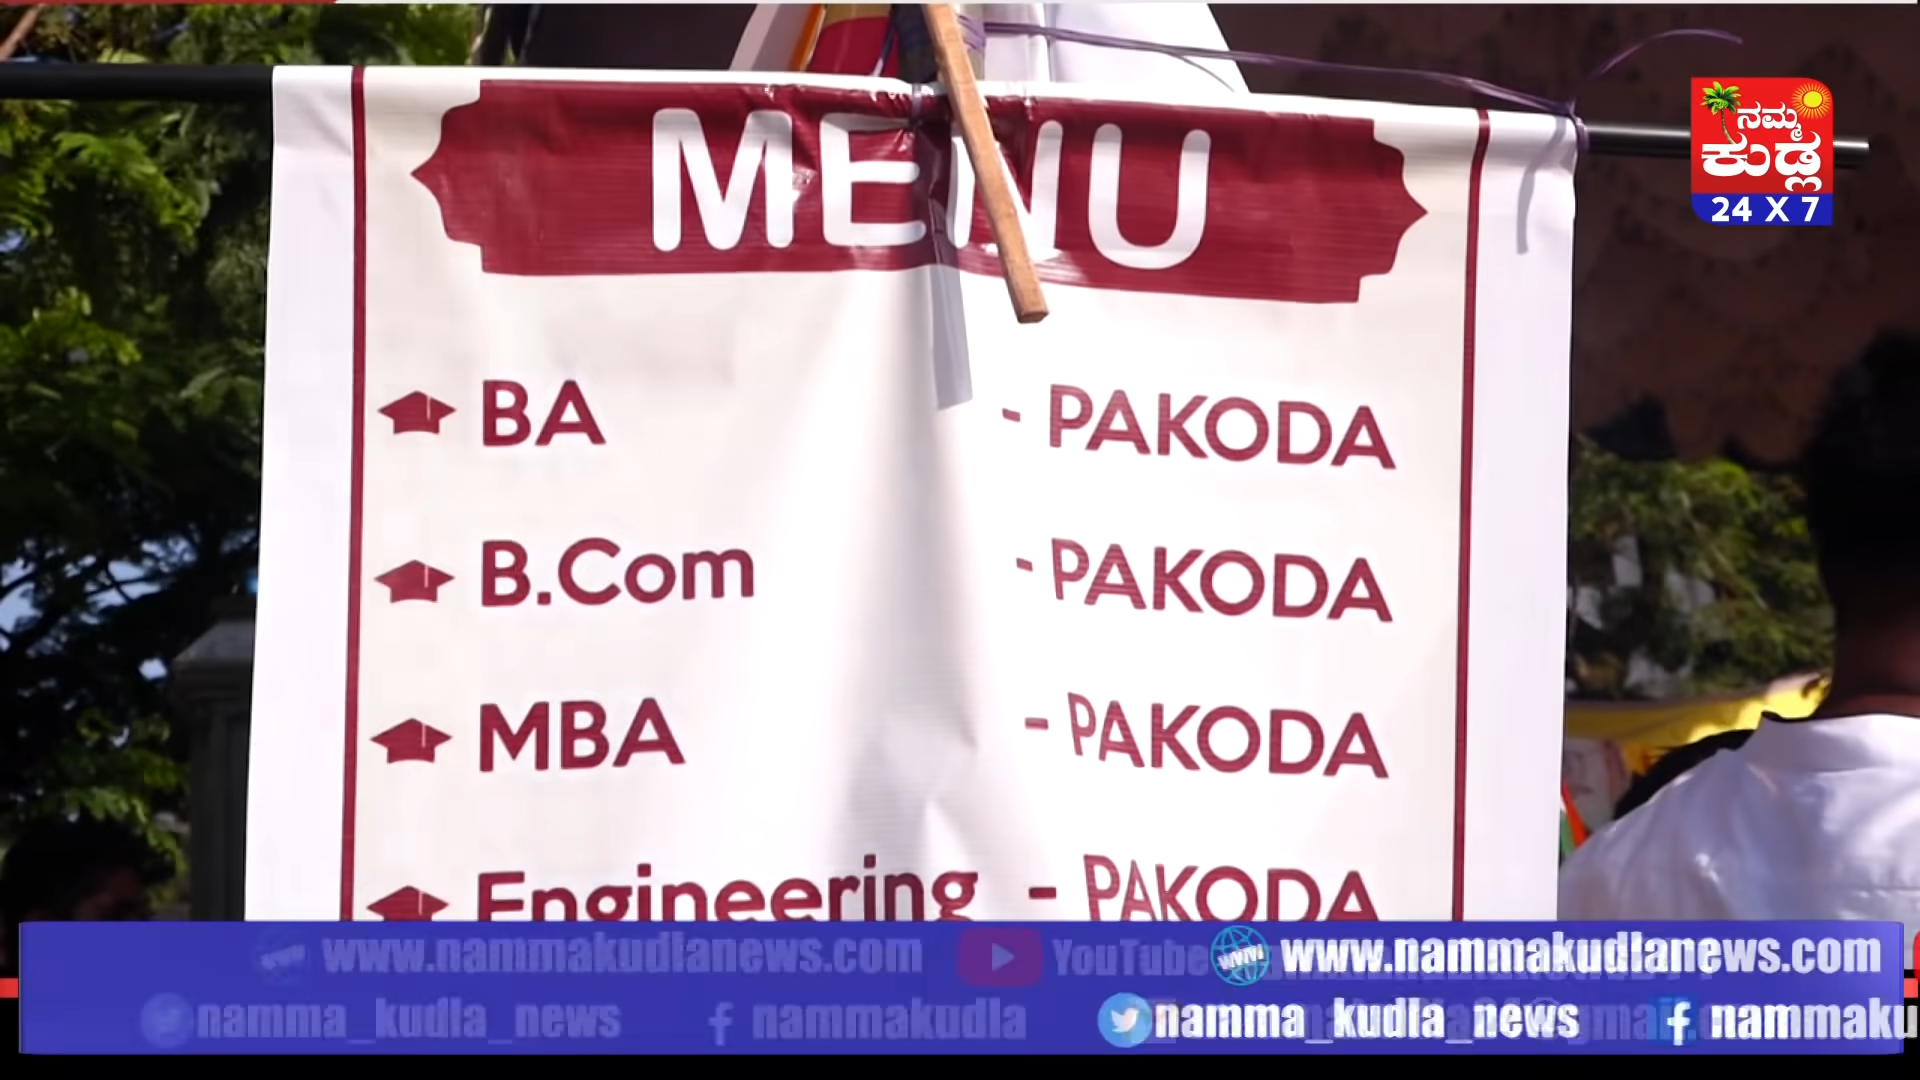 MENU
ನಮ್ಮ
ಕುಡ್ಲ
24 X 7
BA - PAKODA
B.Com - PAKODA
MBA - PAKODA
Engineering - PAKODA
www.nammakudlanews.com YouTube www.nammakudlanews.com
namma_kudla_news nammakudla namma_kudla_news nammaku